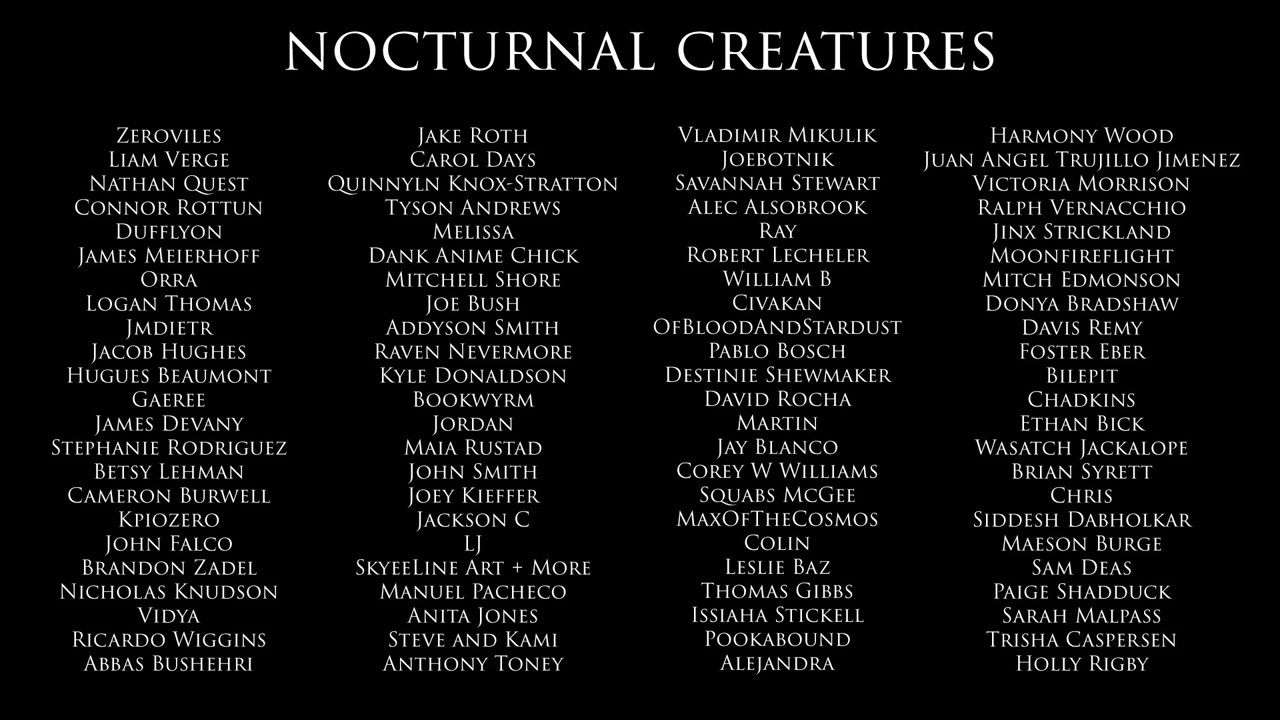 NOCTURNAL CREATURES
Zeroviles
Liam Verge
Nathan Quest
Connor Rottun
Dufflyon
James Meierhoff
Orra
Logan Thomas
Jmdietr
Jacob Hughes
Hugues Beaumont
Gaeree
James Devany
Stephanie Rodriguez
Betsy Lehman
Cameron Burwell
Kpiozero
John Falco
Brandon Zadel
Nicholas Knudson
Vidya
Ricardo Wiggins
Abbas Bushehri
Jake Roth
Carol Days
Quinnyln Knox-Stratton
Tyson Andrews
Melissa
Dank Anime Chick
Mitchell Shore
Joe Bush
Addyson Smith
Raven Nevermore
Kyle Donaldson
Bookwyrm
Jordan
Maia Rustad
John Smith
Joey Kieffer
Jackson C
LJ
SkyeeLine Art + More
Manuel Pacheco
Anita Jones
Steve and Kami
Anthony Toney
Vladimir Mikulik
Joebotnik
Savannah Stewart
Alec Alsobrook
Ray
Robert Lecheler
William B
Civakan
OfBloodAndStardust
Pablo Bosch
Destinie Shewmaker
David Rocha
Martin
Jay Blanco
Corey W Williams
Squabs McGee
MaxOfTheCosmos
Colin
Leslie Baz
Thomas Gibbs
Issiaha Stickell
Pookabound
Alejandra
Harmony Wood
Juan Angel Trujillo Jimenez
Victoria Morrison
Ralph Vernacchio
Jinx Strickland
Moonfireflight
Mitch Edmonson
Donya Bradshaw
Davis Remy
Foster Eber
Bilepit
Chadkins
Ethan Bick
Wasatch Jackalope
Brian Syrett
Chris
Siddesh Dabholkar
Maeson Burge
Sam Deas
Paige Shadduck
Sarah Malpass
Trisha Caspersen
Holly Rigby